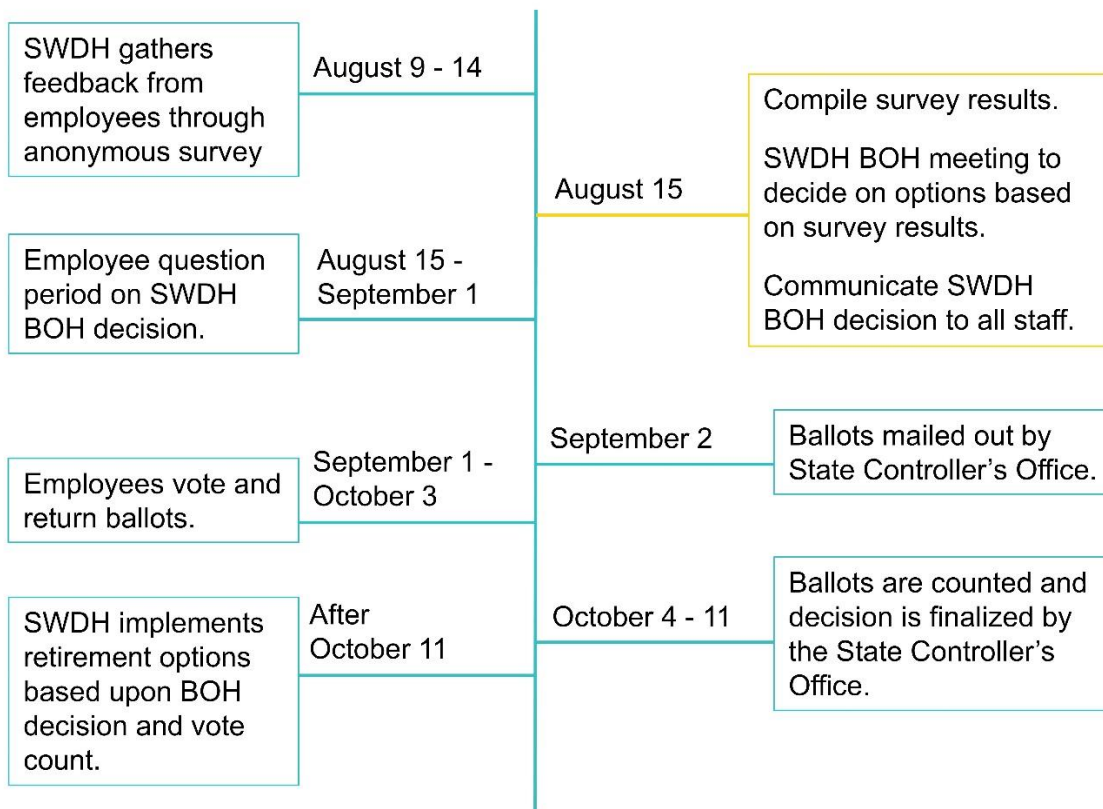 August 9 - 14
SWDH gathers
feedback from
employees through
anonymous survey
August 15
Compile survey results.
SWDH BOH meeting to
decide on options based
on survey results.
Communicate SWDH
BOH decision to all staff.
August 15 -
September 1
Employee question
period on SWDH
BOH decision.
September 2
Ballots mailed out by
State Controller’s Office.
September 1 -
October 3
Employees vote and
return ballots.
October 4 - 11
Ballots are counted and
decision is finalized by
the State Controller’s
Office.
After
October 11
SWDH implements
retirement options
based upon BOH
decision and vote
count.